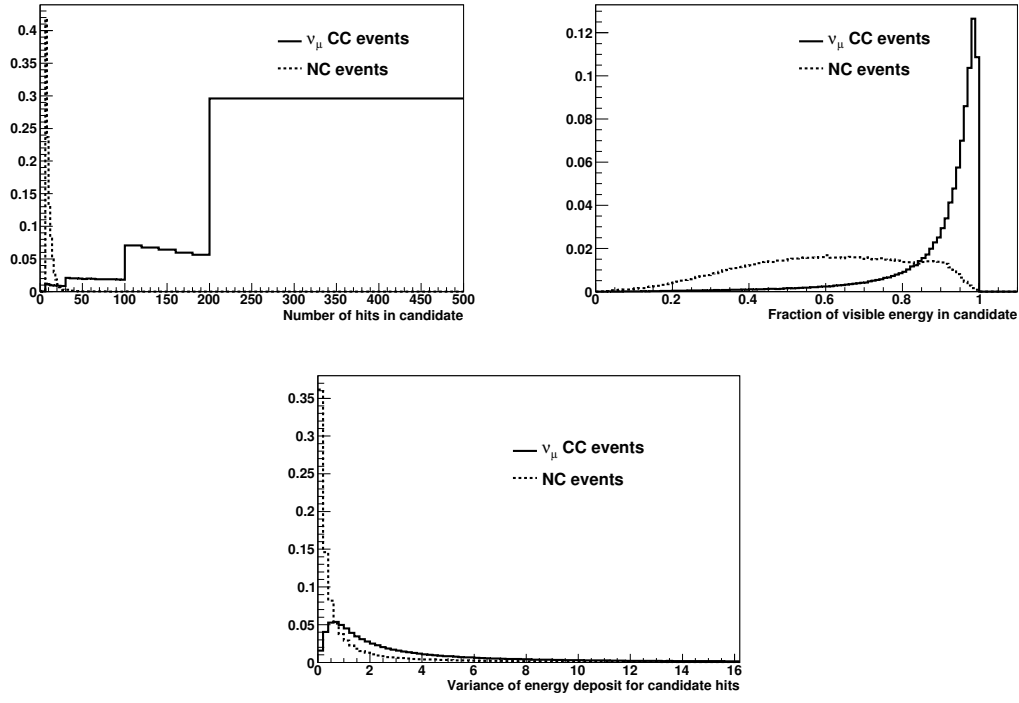 0.4
0.35
0.3
0.25
0.2
0.15
0.1
0.05
0
ν_μ CC events
NC events
0 50 100 150 200 250 300 350 400 450 500
Number of hits in candidate
0.12
0.1
0.08
0.06
0.04
0.02
0
ν_μ CC events
NC events
0 0.2 0.4 0.6 0.8 1
Fraction of visible energy in candidate
0.35
0.3
0.25
0.2
0.15
0.1
0.05
0
ν_μ CC events
NC events
0 2 4 6 8 10 12 14 16
Variance of energy deposit for candidate hits